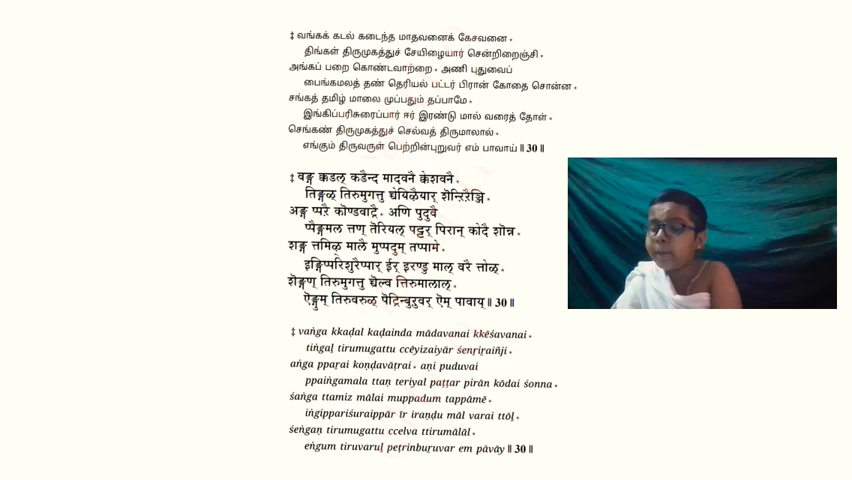 ‡ வங்கக் கடல் கடைந்த மாதவனைக் கேசவனை *
திங்கள் திருமுகத்துச் சேயிழையார் சென்றிறைஞ்சி *
அங்கப் பறை கொண்டவாற்றை * அணி புதுவைப்
பைங்கமலத் தண் தெரியல் பட்டர் பிரான் கோதை சொன்ன *
சங்கத் தமிழ் மாலை முப்பதும் தப்பாமே *
இங்கிப்பரிசுரைப்பார் ஈர் இரண்டு மால் வரைத் தோள் *
செங்கண் திருமுகத்துச் செல்வத் திருமாலால் *
எங்கும் திருவருள் பெற்றின்புறுவர் எம் பாவாய் ॥ 30 ॥
‡ वङ्ग क्कडल् कडैन्द मादवनै क्केशवनै *
तिङ्गळ् तिरुमुगत्तु च्चेयिऴैयार् शॆन्ऱिऱैञ्जि *
अङ्ग प्पऱै कॊण्डवाट्रै * अणि पुदुवै
प्पैङ्गमल त्तण् तॆरियल् पट्टर् पिरान् कोदै शॊन्न *
शङ्ग त्तमिऴ् मालै मुप्पदुम् तप्पामे *
इङ्गिप्परिशुरैप्पार् ईर् इरण्डु माल् वरै त्तोळ् *
शॆङ्गण् तिरुमुगत्तु च्चॆल्व त्तिरुमालाल् *
ऎङ्गुम् तिरुवरुळ् पॆट्रिन्बुऱुवर् ऎम् पावाय् ॥ 30 ॥
‡ vaṅga kkaḍal kaḍainda mādavanai kkēśavanai *
tiṅgaḷ tirumugattu ccēyizaiyār śenṟiṟaiñji *
aṅga ppaṟai koṇḍavāṭrai * aṇi puduvai
ppaiṅgamala ttaṇ teriyal paṭṭar pirān kōdai śonna *
śaṅga ttamiz mālai muppadum tappāmē *
iṅgippariśuraippār īr iraṇḍu māl varai ttōḷ *
śeṅgaṇ tirumugattu ccelva ttirumālāl *
eṅgum tiruvaruḷ peṭrinbuṟuvar em pāvāy ॥ 30 ॥